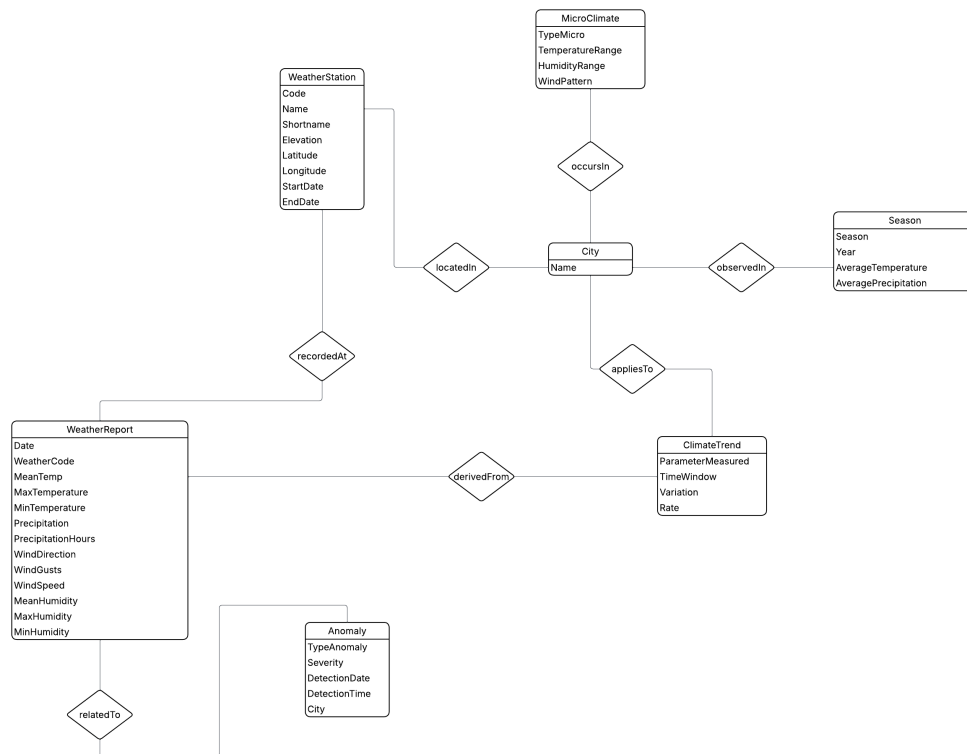 MicroClimate
TypeMicro
TemperatureRange
HumidityRange
WindPattern
WeatherStation
Code
Name
Shortname
Elevation
Latitude
Longitude
StartDate
EndDate
occursIn
Season
Season
Year
AverageTemperature
AveragePrecipitation
City
Name
locatedIn
observedIn
recordedAt
appliesTo
WeatherReport
Date
WeatherCode
MeanTemp
MaxTemperature
MinTemperature
Precipitation
PrecipitationHours
WindDirection
WindGusts
WindSpeed
MeanHumidity
MaxHumidity
MinHumidity
derivedFrom
ClimateTrend
ParameterMeasured
TimeWindow
Variation
Rate
Anomaly
TypeAnomaly
Severity
DetectionDate
DetectionTime
City
relatedTo